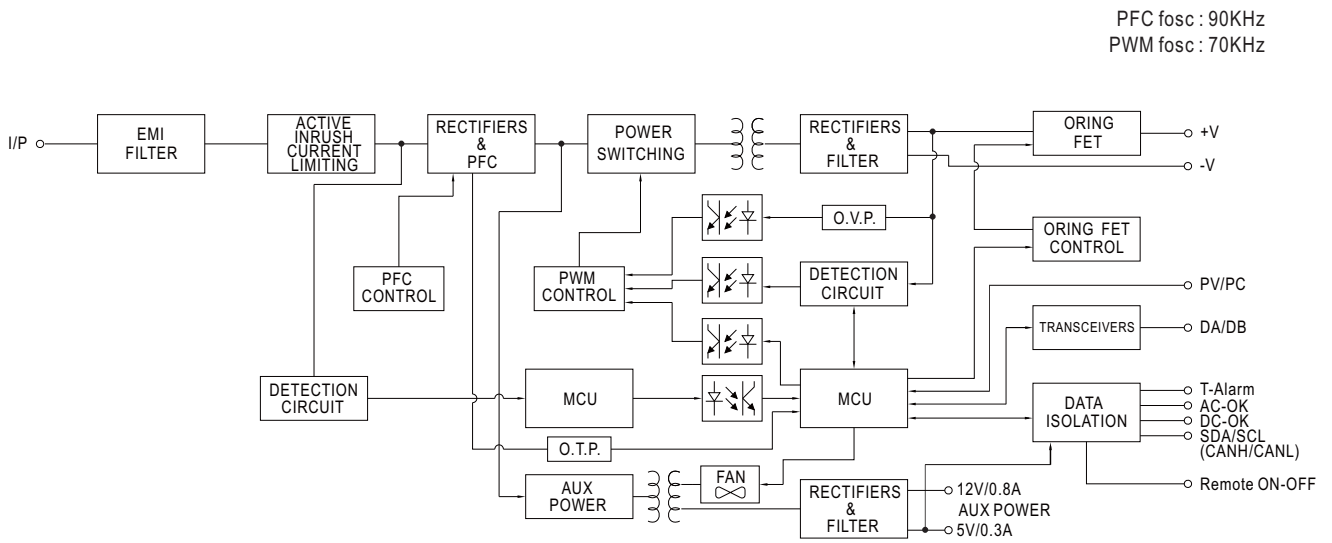 PFC fosc : 90KHz
PWM fosc : 70KHz
I/P
EMI
FILTER
ACTIVE
INRUSH
CURRENT
LIMITING
RECTIFIERS
&
PFC
POWER
SWITCHING
RECTIFIERS
&
FILTER
ORING
FET
+V
-V
O.V.P.
ORING FET
CONTROL
PFC
CONTROL
PWM
CONTROL
DETECTION
CIRCUIT
PV/PC
TRANSCEIVERS
DA/DB
DETECTION
CIRCUIT
MCU
MCU
DATA
ISOLATION
T-Alarm
AC-OK
DC-OK
SDA/SCL
(CANH/CANL)
O.T.P.
AUX
POWER
FAN
RECTIFIERS
&
FILTER
12V/0.8A
AUX POWER
5V/0.3A
Remote ON-OFF